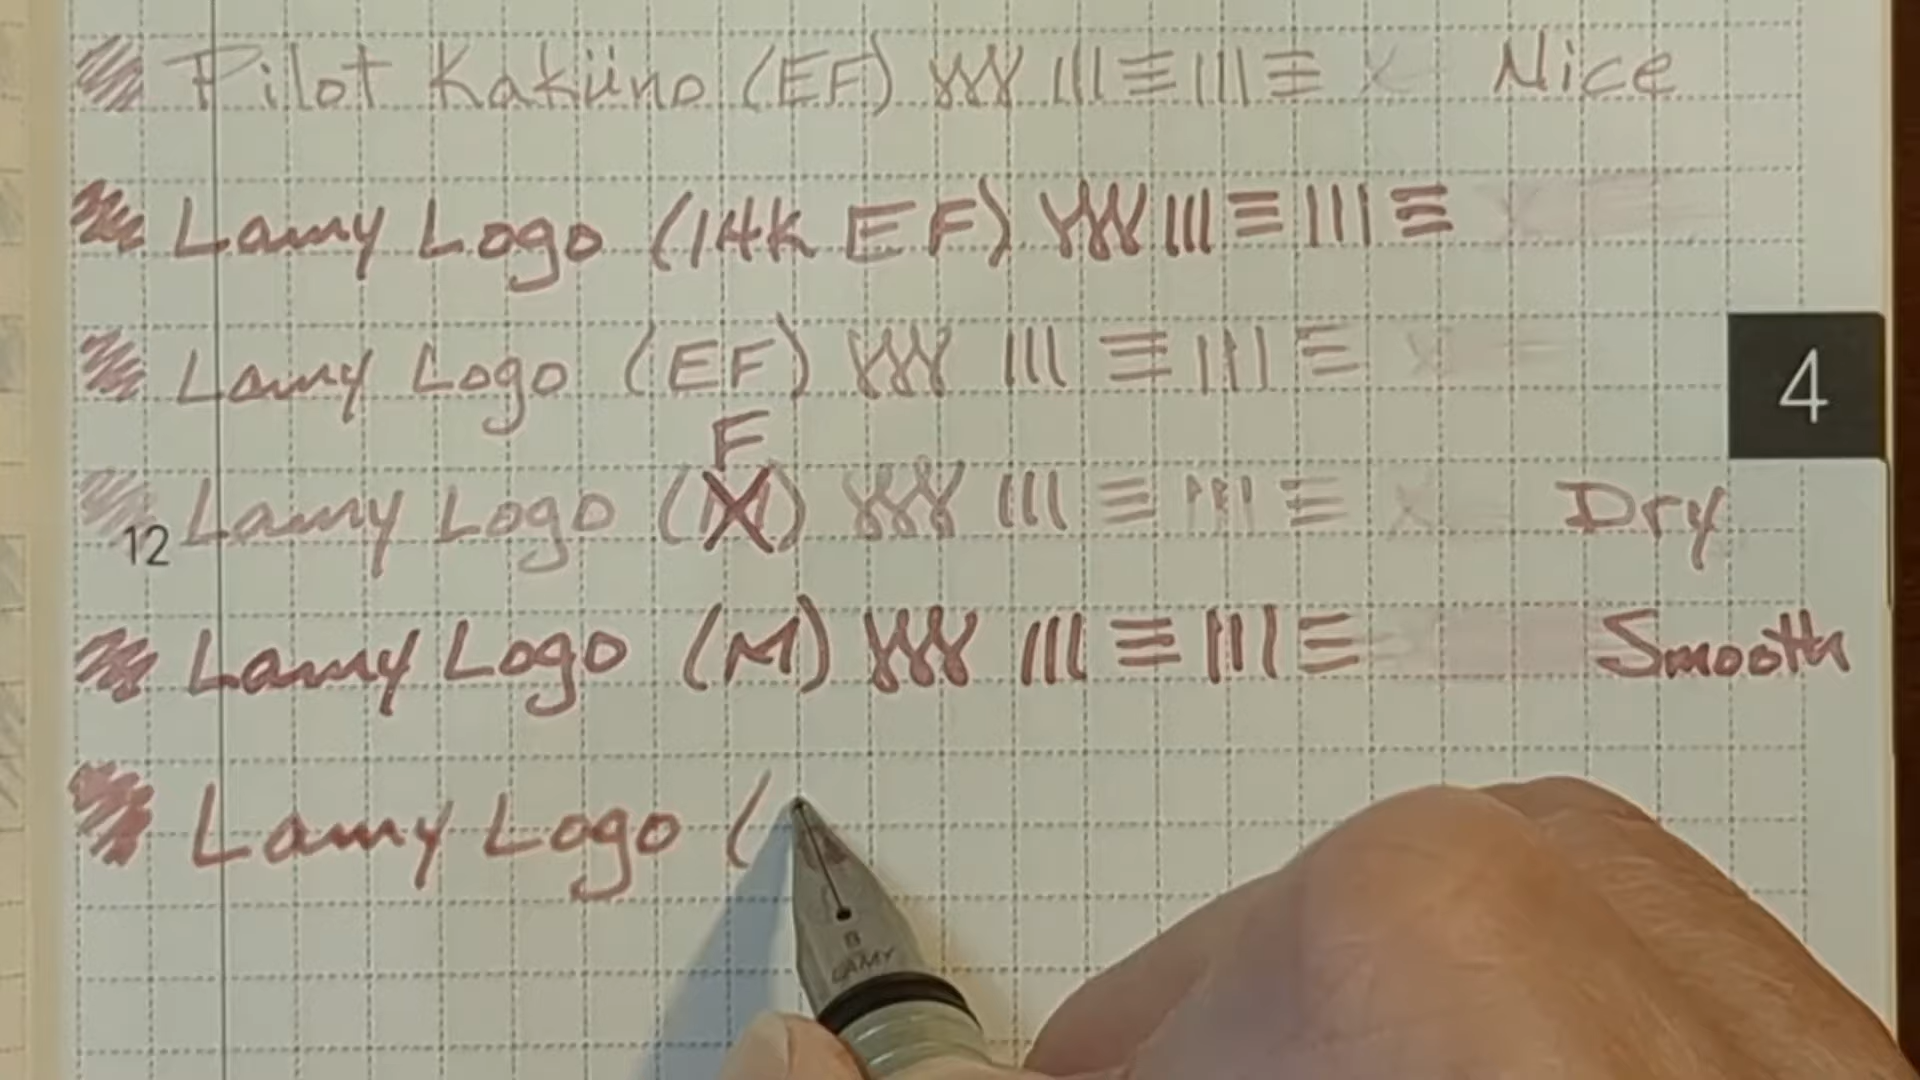 Pilot Kaküno (EF) Nice
Lamy Logo (14k EF)
4
Lamy Logo (EF)
F
Lamy Logo (M) Dry
12
Lamy Logo (M) Smooth
Lamy Logo (
B
LAMY